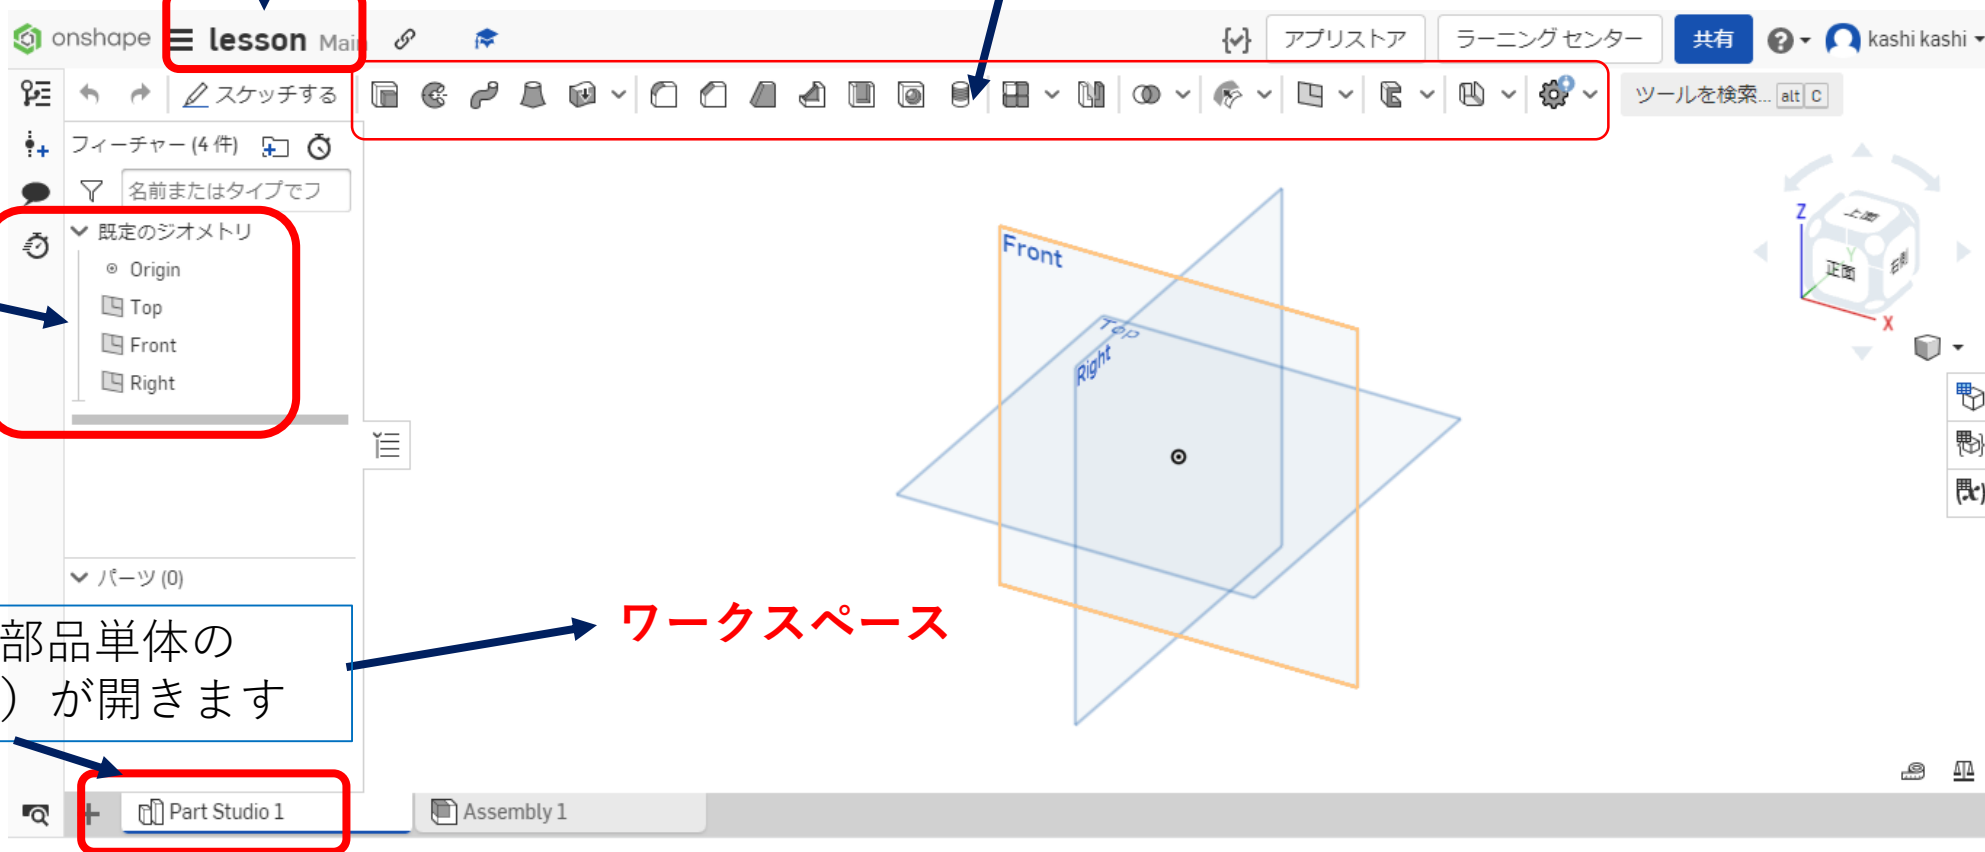 onshape lesson Main アプリストア ラーニング センター 共有 kashi kashi
スケッチする ツールを検索... alt C
フィーチャー (4 件)
名前またはタイプでフ
既定のジオメトリ
Origin
Top
Front
Right
パーツ (0)
部品単体の
）が開きます
ワークスペース
Front
Top
Right
Z
上面
Y
正面
右側
X
Part Studio 1 Assembly 1